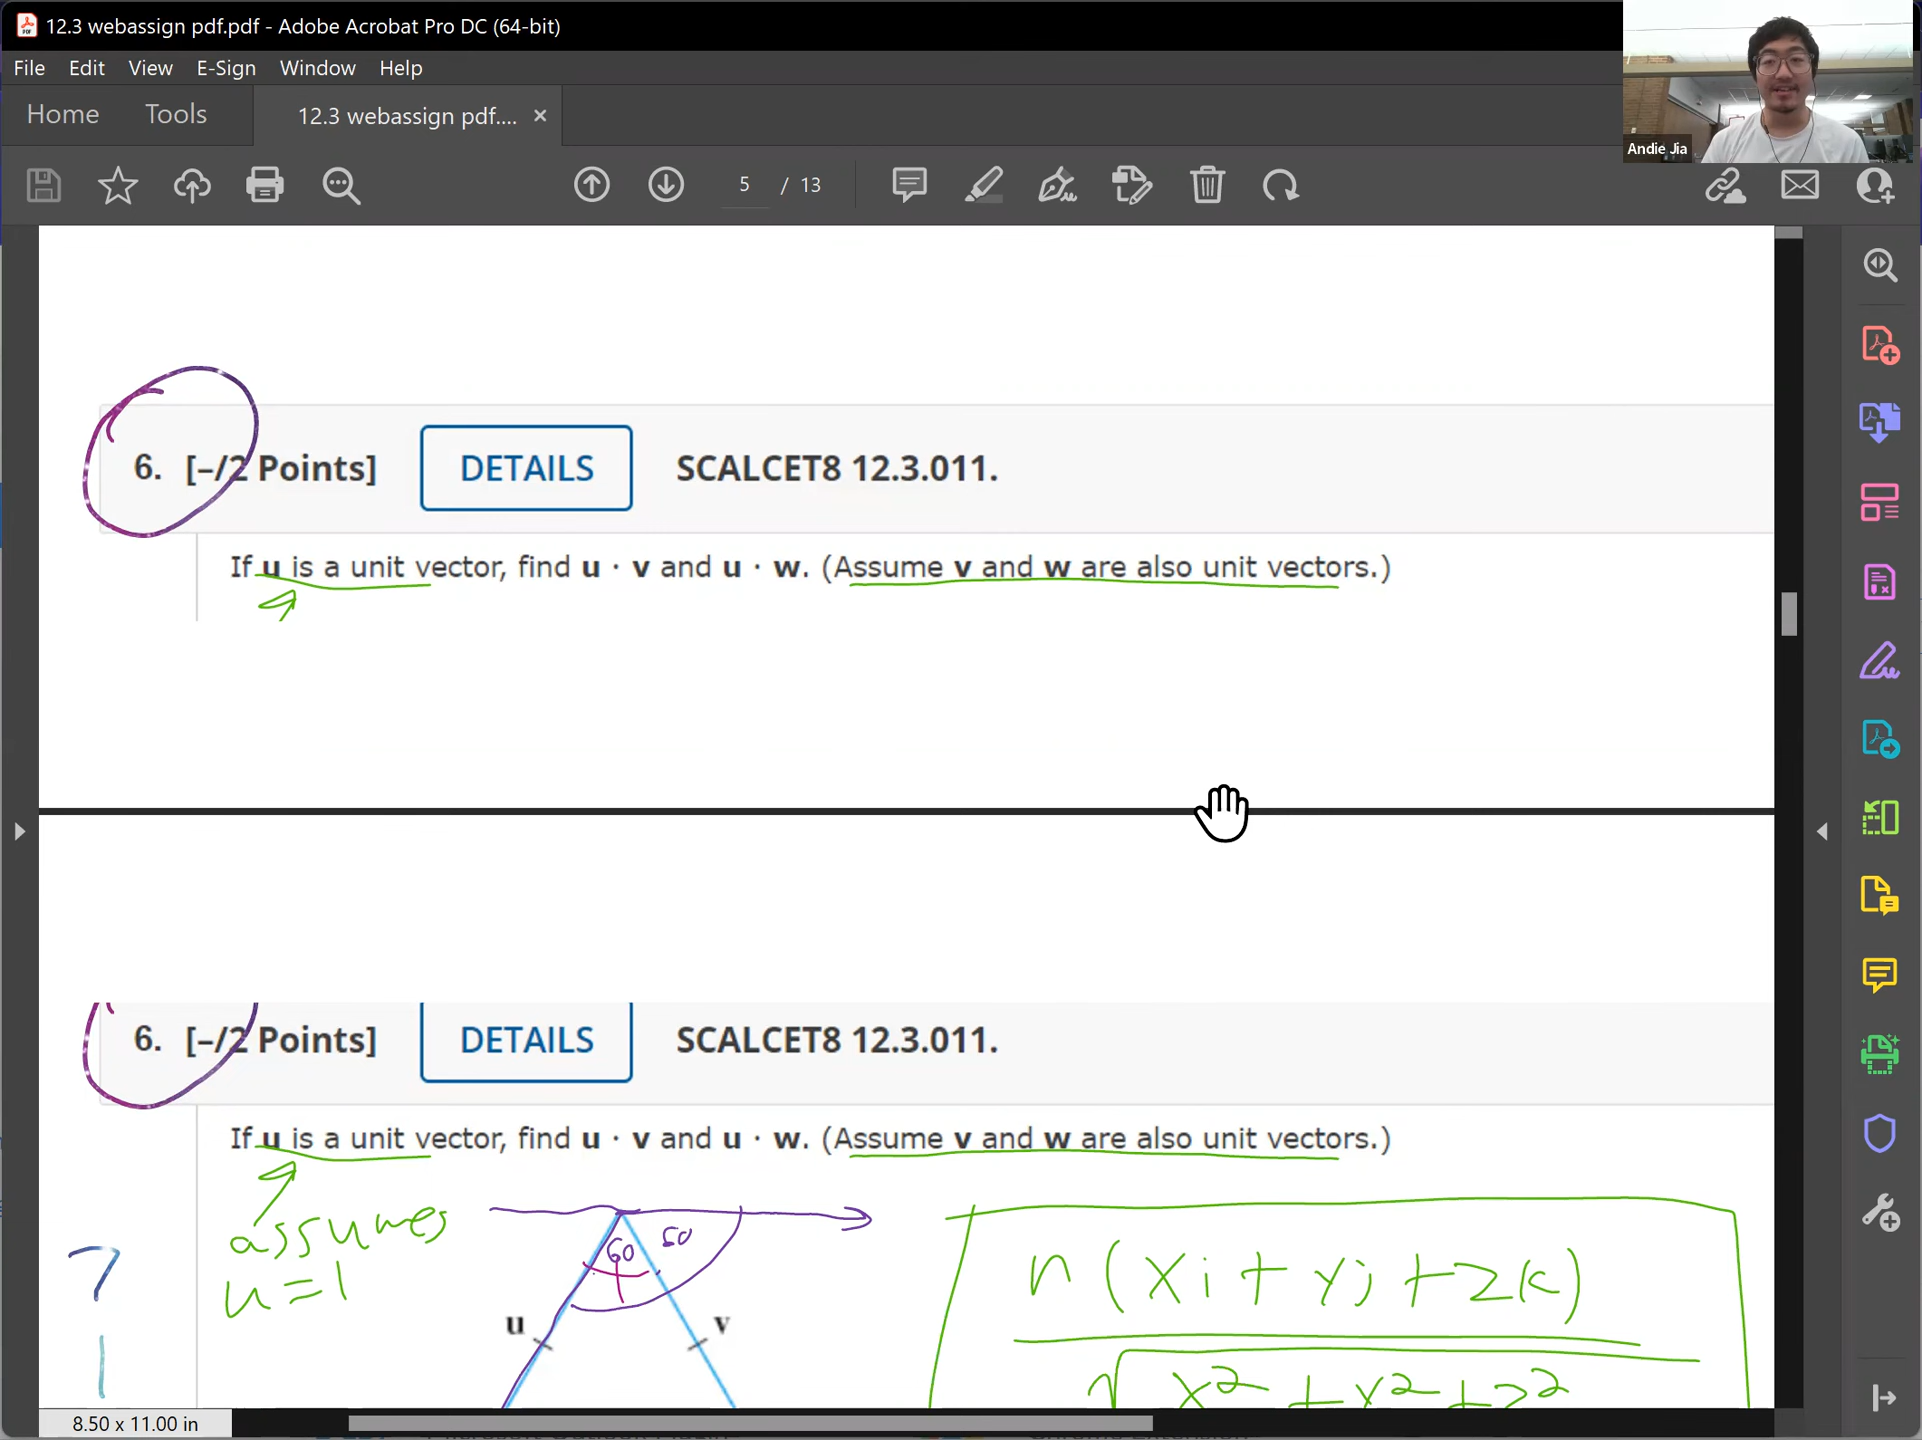 12.3 webassign pdf.pdf - Adobe Acrobat Pro DC (64-bit)
File Edit View E-Sign Window Help
Home Tools 12.3 webassign pdf.... ×
Andie Jia
5 / 13
6. [–/2 Points] DETAILS SCALCET8 12.3.011.
If u is a unit vector, find u · v and u · w. (Assume v and w are also unit vectors.)
6. [–/2 Points] DETAILS SCALCET8 12.3.011.
If u is a unit vector, find u · v and u · w. (Assume v and w are also unit vectors.)
assumes
u=1
60
u
v
n(xi+yj+zk)
√x²+y²+z²
8.50 x 11.00 in